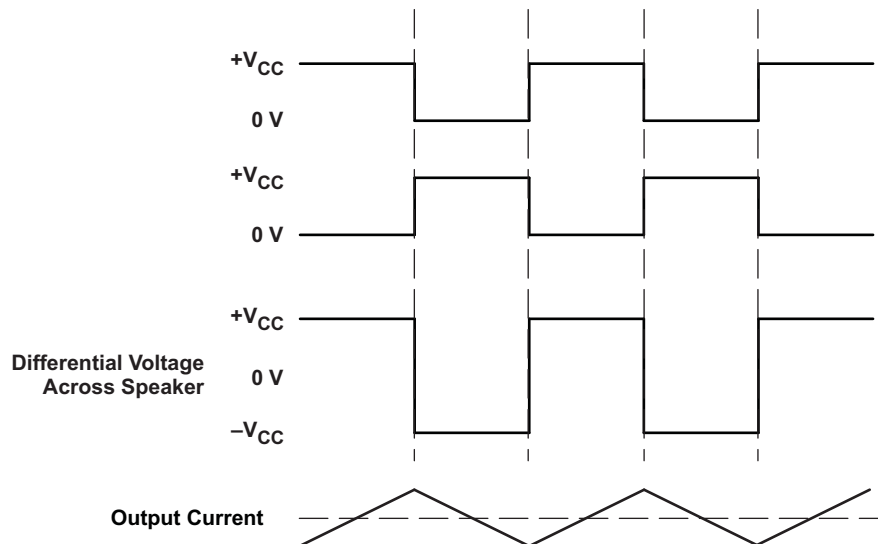 +VCC
0 V
+VCC
0 V
+VCC
Differential Voltage
Across Speaker
0 V
–VCC
Output Current